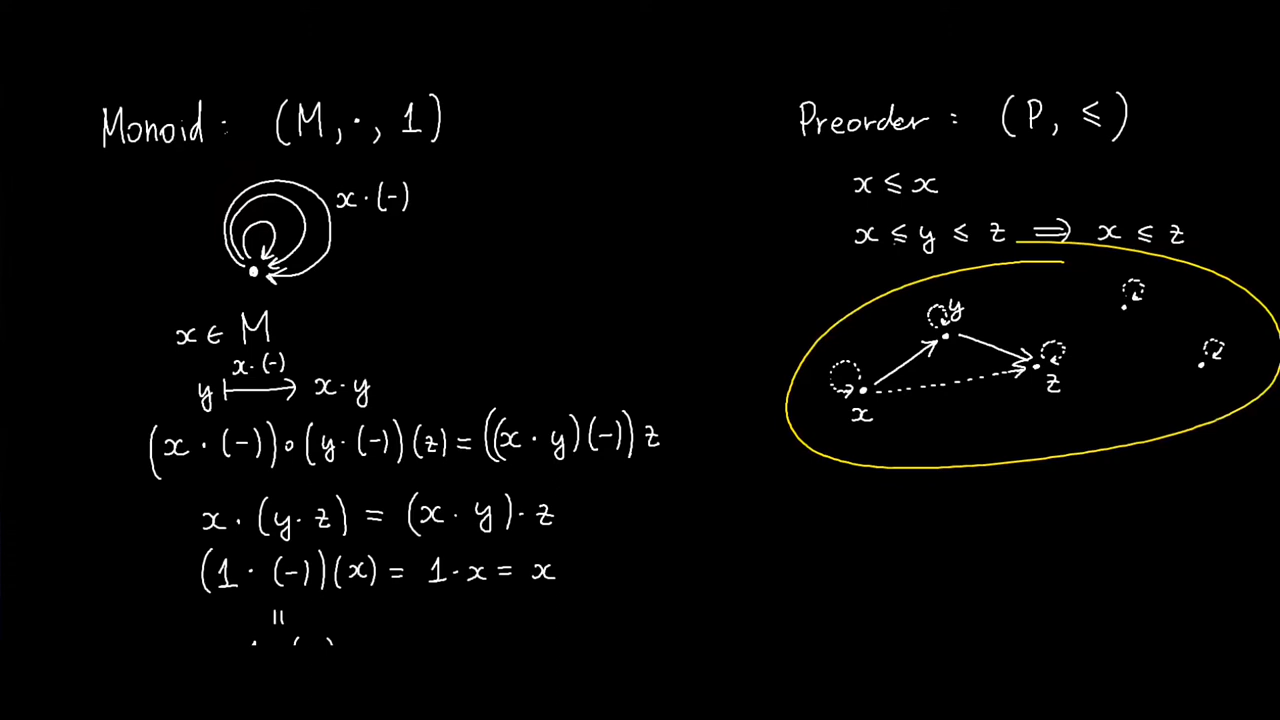 Monoid : (M, ·, 1)
x · (-)
x ∈ M
x · (-)
y ↦ x · y
(x · (-)) ∘ (y · (-)) (z) = ((x · y)(-)) z
x · (y · z) = (x · y) · z
(1 · (-)) (x) = 1 · x = x
||
Preorder : (P, ≤)
x ≤ x
x ≤ y ≤ z ⟹ x ≤ z
y
x
z